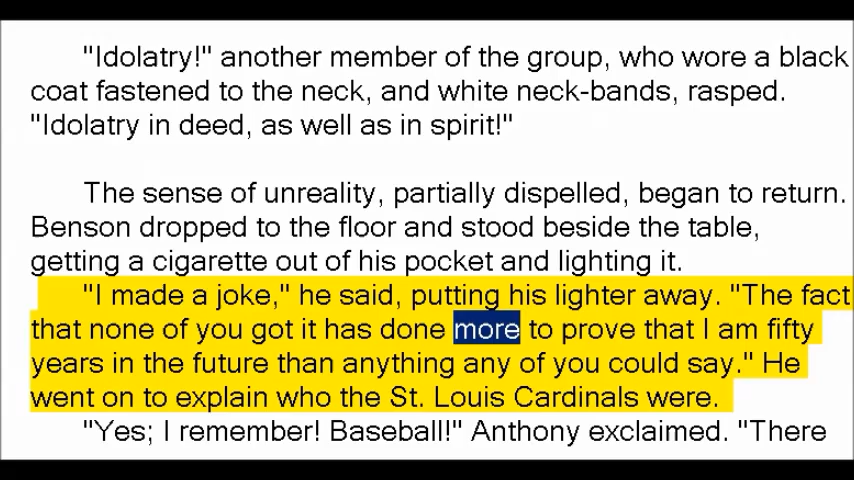 "Idolatry!" another member of the group, who wore a black
coat fastened to the neck, and white neck-bands, rasped.
"Idolatry in deed, as well as in spirit!"
The sense of unreality, partially dispelled, began to return.
Benson dropped to the floor and stood beside the table,
getting a cigarette out of his pocket and lighting it.
"I made a joke," he said, putting his lighter away. "The fact
that none of you got it has done more to prove that I am fifty
years in the future than anything any of you could say." He
went on to explain who the St. Louis Cardinals were.
"Yes; I remember! Baseball!" Anthony exclaimed. "There